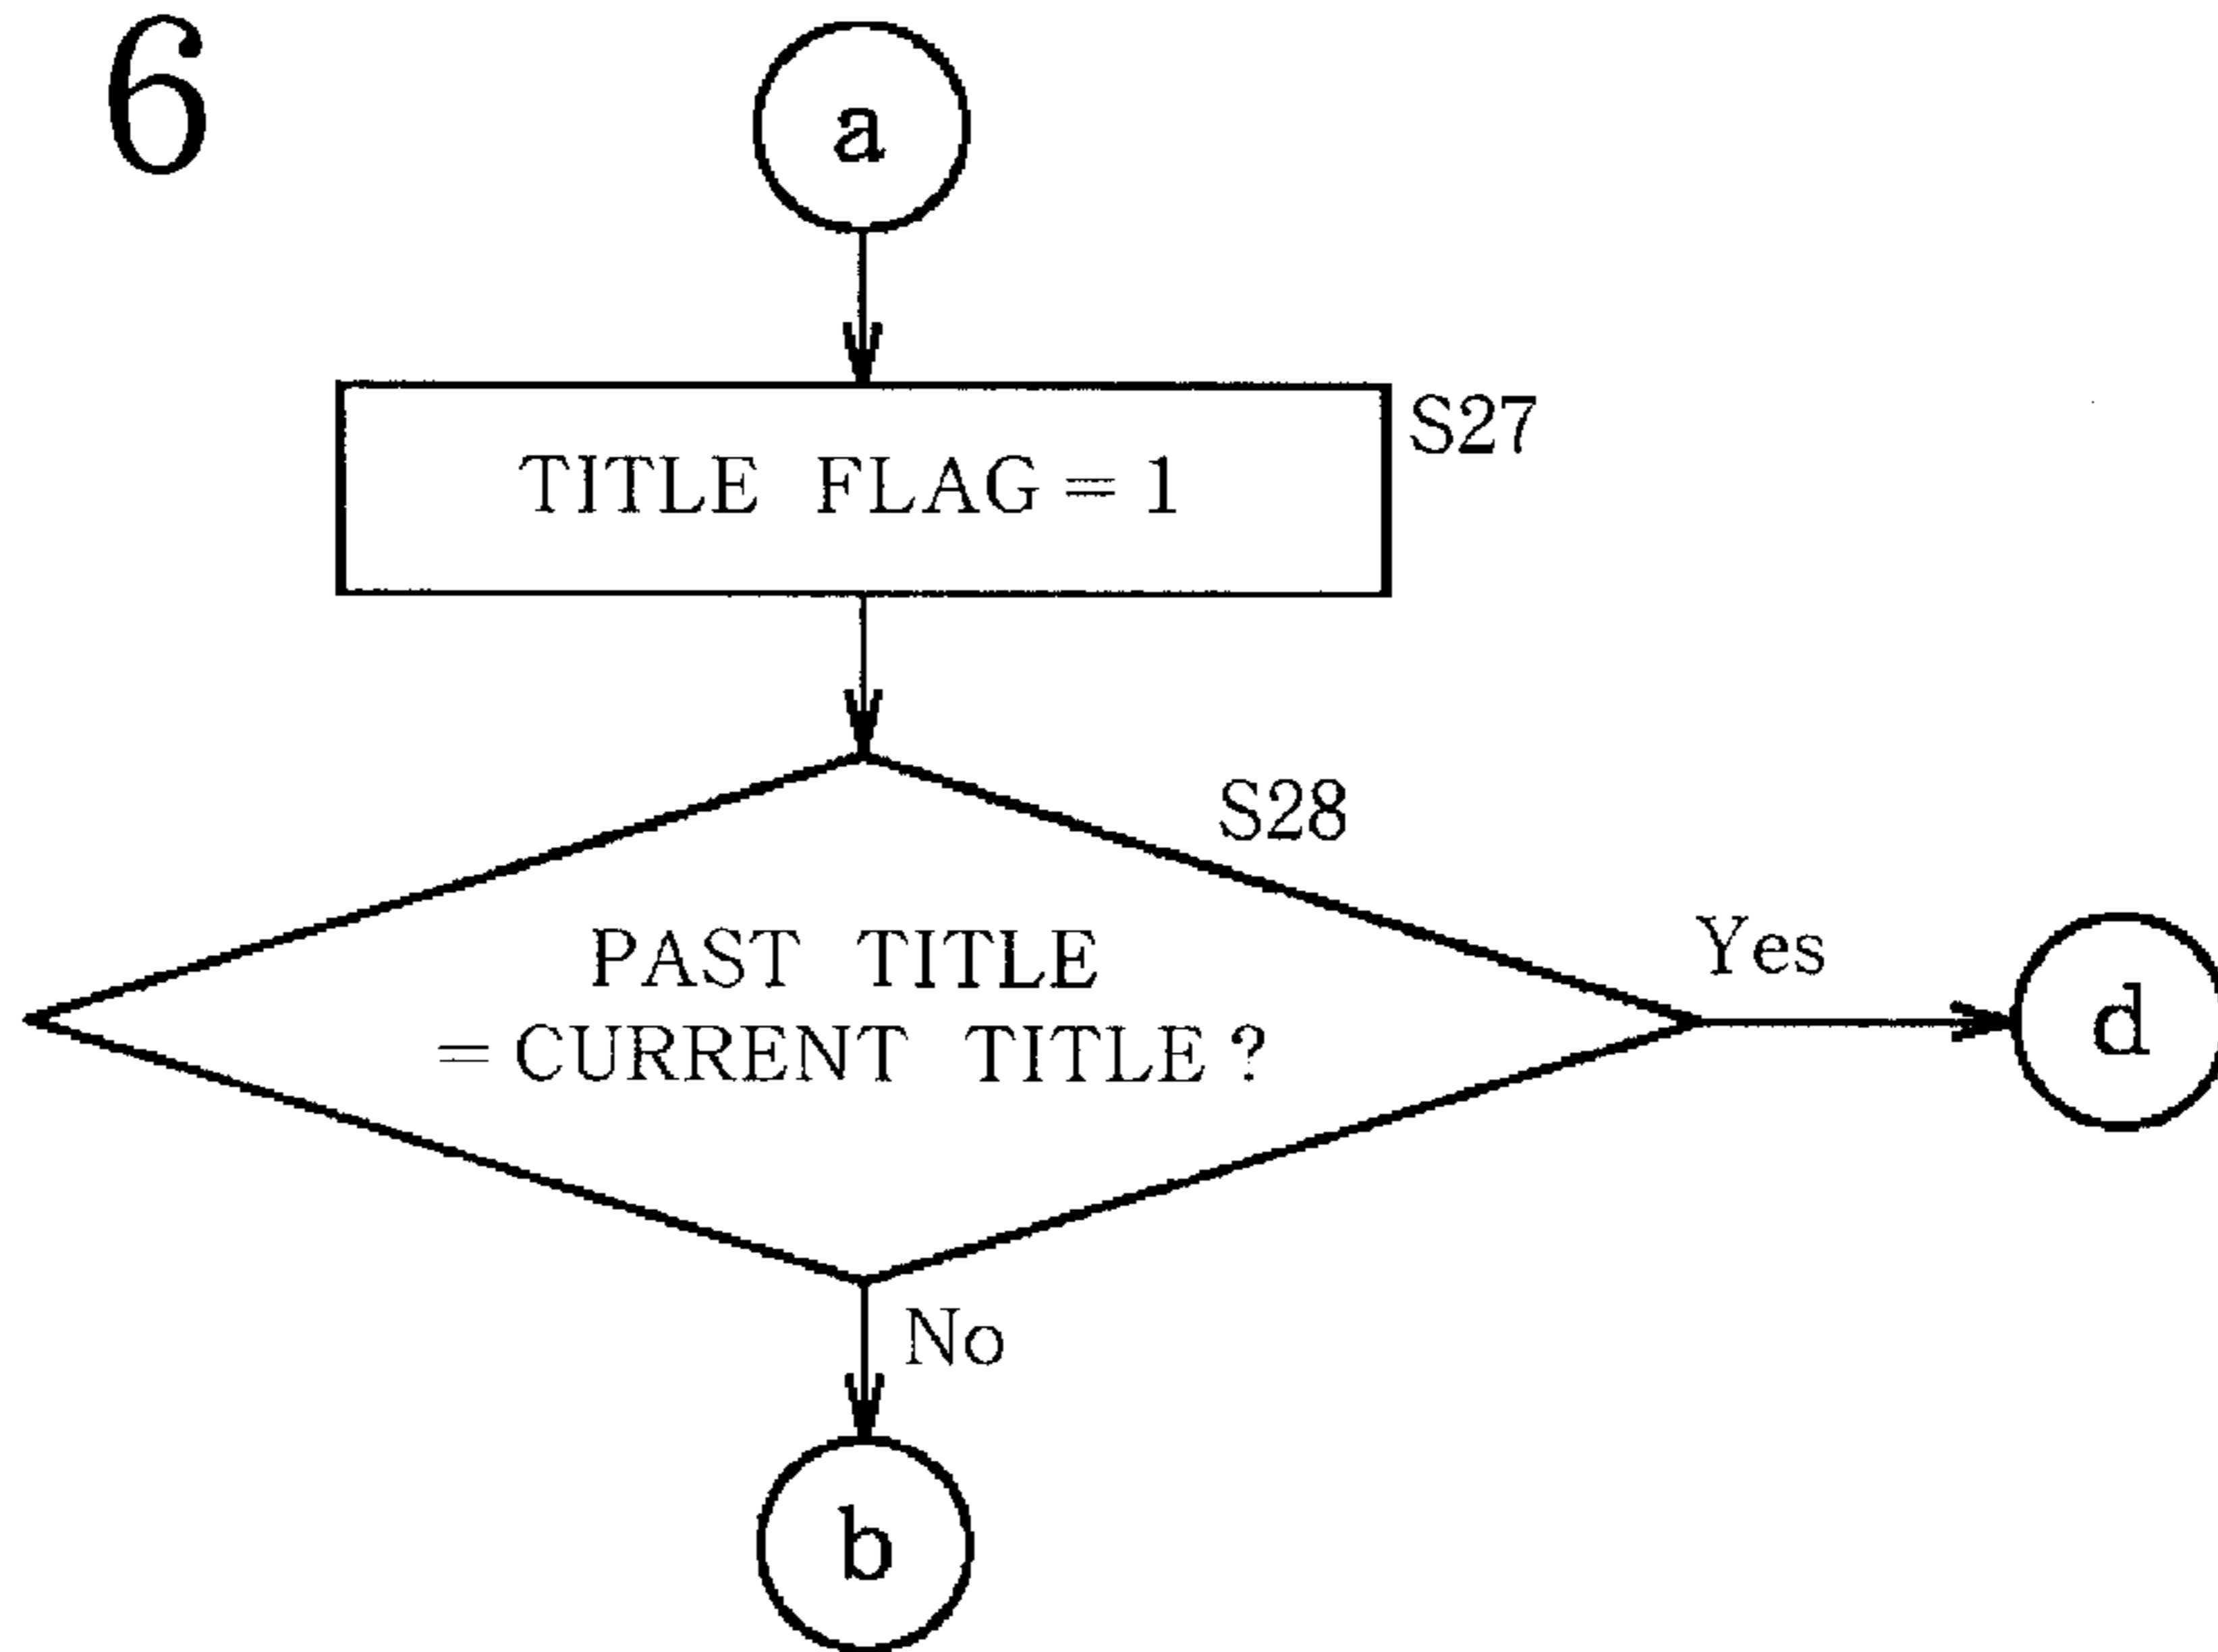 6
a
TITLE FLAG = 1
S27
S28
PAST TITLE
= CURRENT TITLE ?
Yes
d
No
b